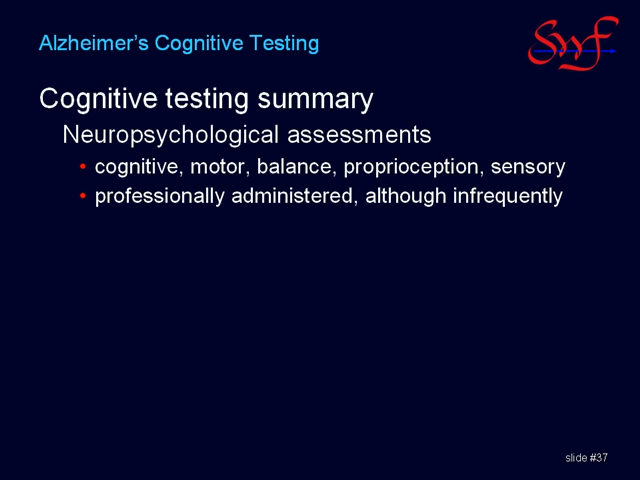 Alzheimer's Cognitive Testing
Swf
Cognitive testing summary
Neuropsychological assessments
• cognitive, motor, balance, proprioception, sensory
• professionally administered, although infrequently
slide #37